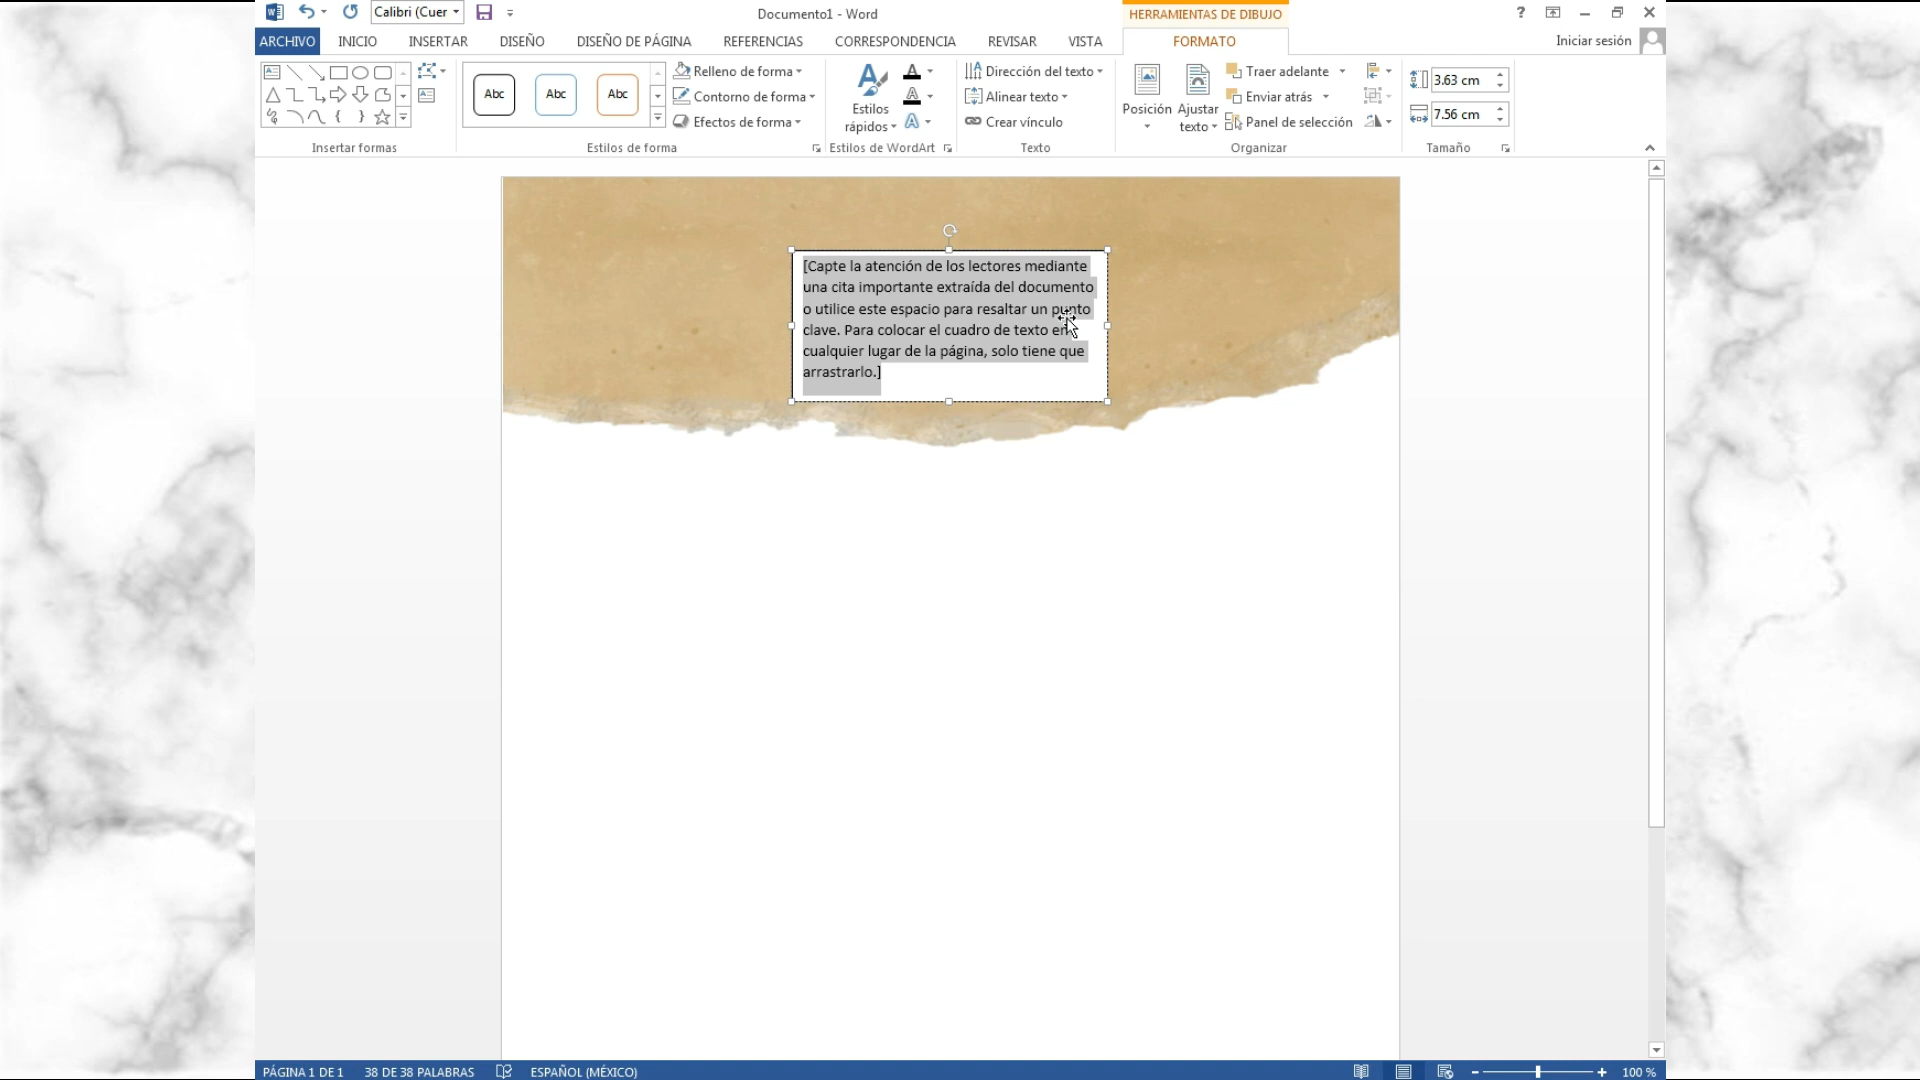 Calibri (Cuer
Documento1 - Word
HERRAMIENTAS DE DIBUJO
?
ARCHIVO INICIO INSERTAR DISEÑO DISEÑO DE PÁGINA REFERENCIAS CORRESPONDENCIA REVISAR VISTA FORMATO Iniciar sesión
Abc Abc Abc
Relleno de forma
Contorno de forma
Efectos de forma
Estilos
rápidos
Dirección del texto
Alinear texto
Crear vínculo
Posición
Ajustar
texto
Traer adelante
Enviar atrás
Panel de selección
3.63 cm
7.56 cm
Insertar formas Estilos de forma Estilos de WordArt Texto Organizar Tamaño
[Capte la atención de los lectores mediante
una cita importante extraída del documento
o utilice este espacio para resaltar un punto
clave. Para colocar el cuadro de texto en
cualquier lugar de la página, solo tiene que
arrastrarlo.]
PÁGINA 1 DE 1 38 DE 38 PALABRAS ESPAÑOL (MÉXICO) 100 %